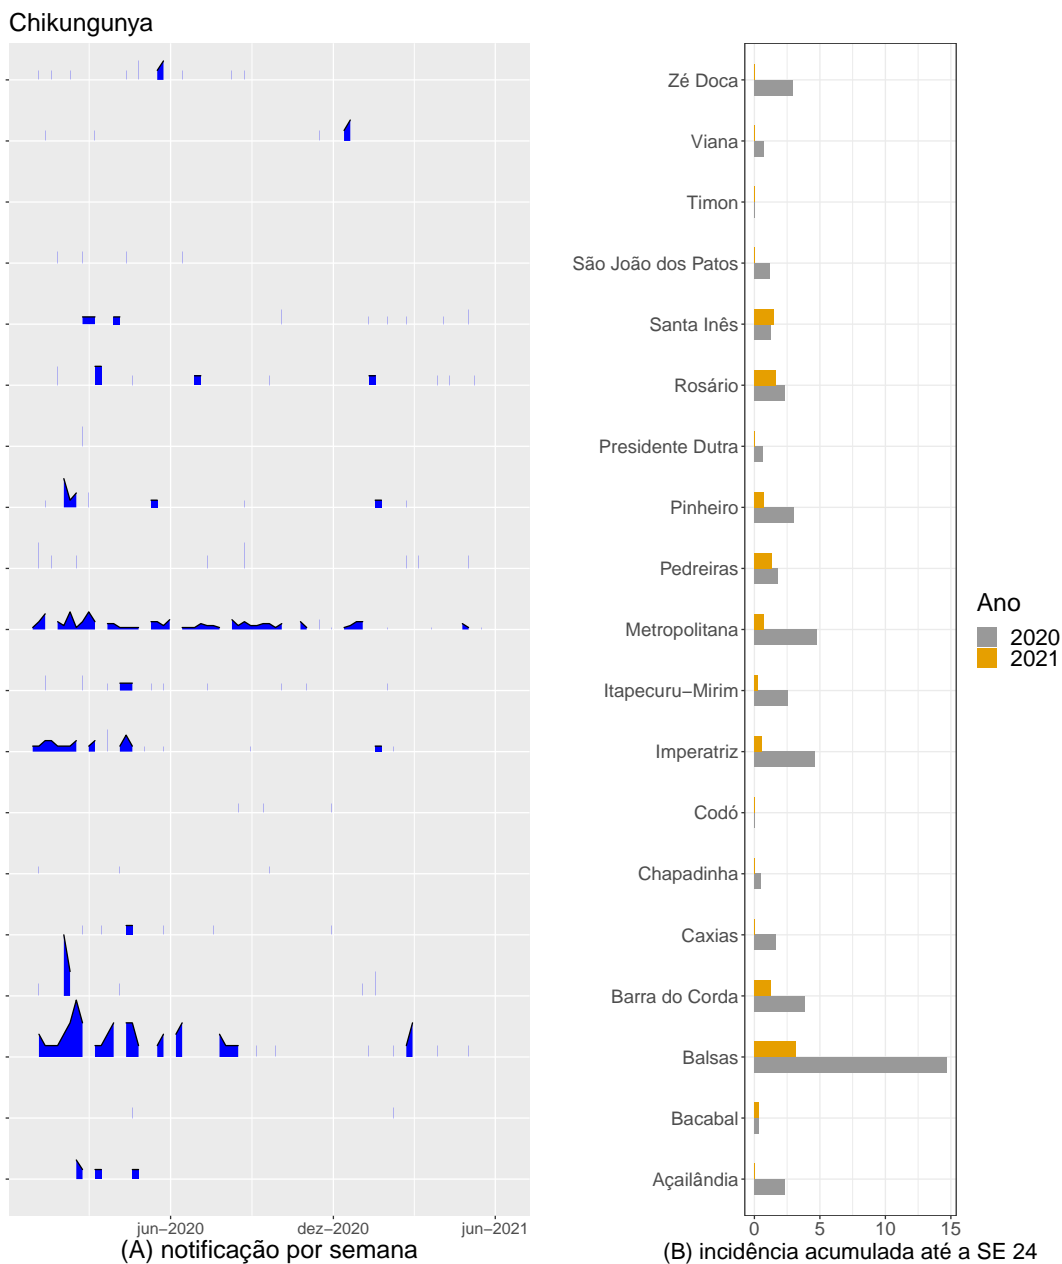 Chikungunya
Zé Doca
Viana
Timon
São João dos Patos
Santa Inês
Rosário
Presidente Dutra
Pinheiro
Pedreiras
Metropolitana
Itapecuru−Mirim
Imperatriz
Codó
Chapadinha
Caxias
Barra do Corda
Balsas
Bacabal
Açailândia
jun−2020 dez−2020 jun−2021
(A) notificação por semana
0 5 10 15
(B) incidência acumulada até a SE 24
Ano
2020
2021